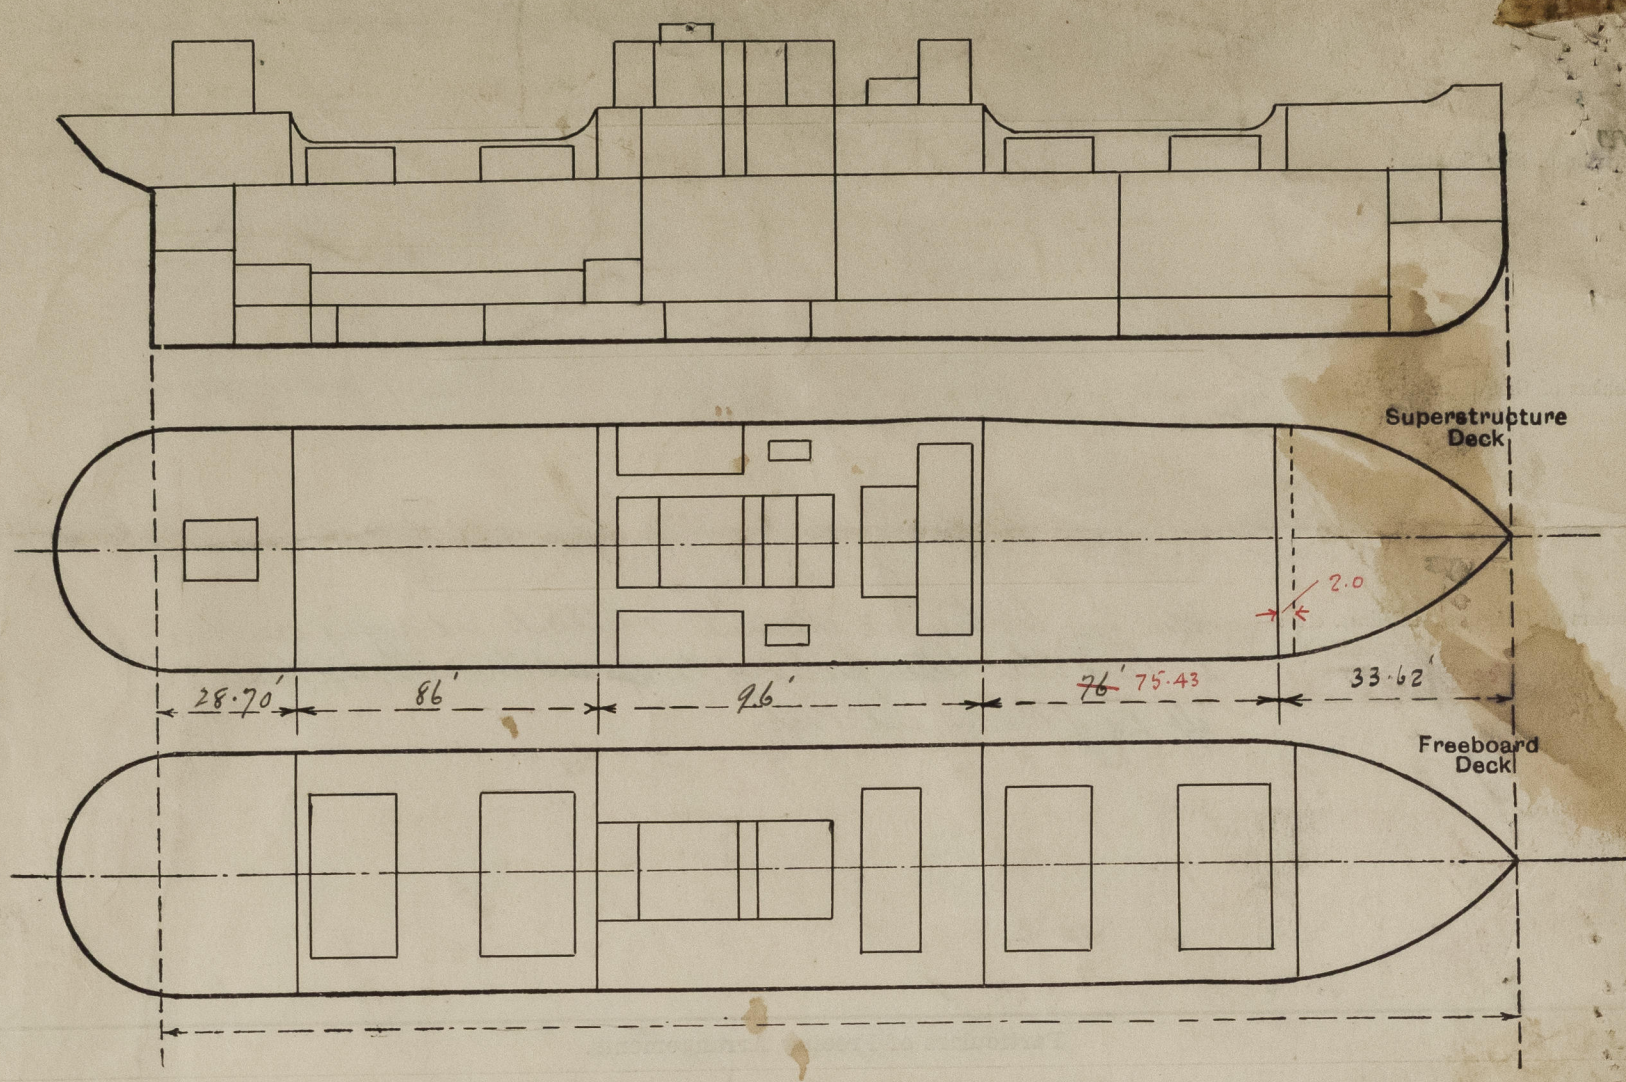 Superstructure
Deck
2.0
28.70'
86'
96'
76' 75.43
33.62'
Freeboard
Deck